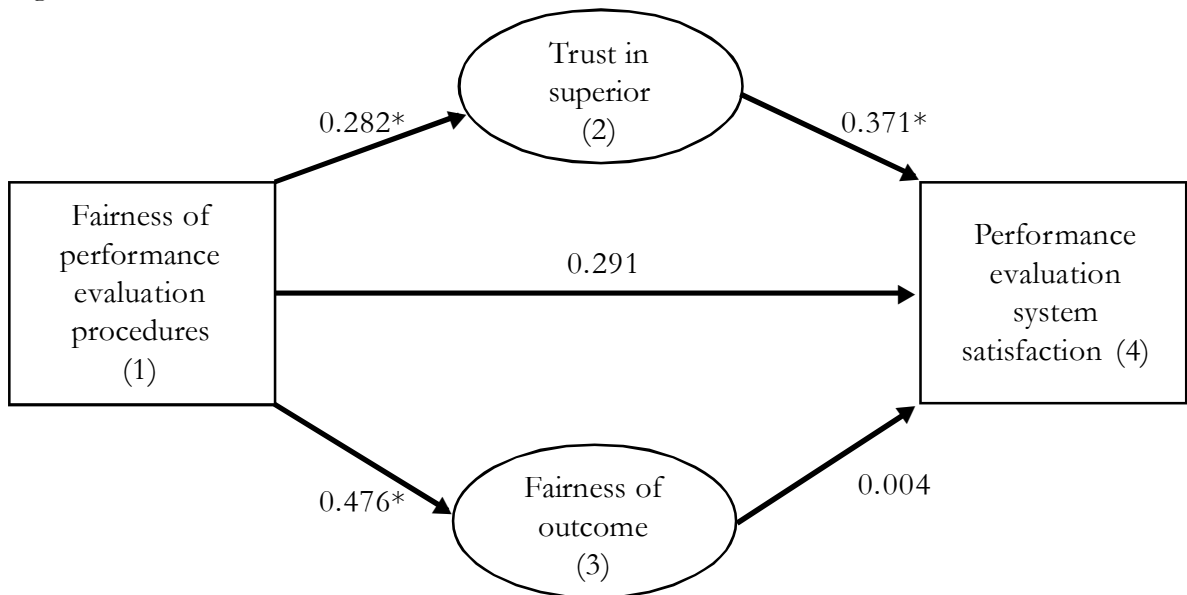 Trust in
superior
(2)
0.282*
0.371*
Fairness of
performance
evaluation
procedures
(1)
0.291
Performance
evaluation
system
satisfaction (4)
0.476*
Fairness of
outcome
(3)
0.004